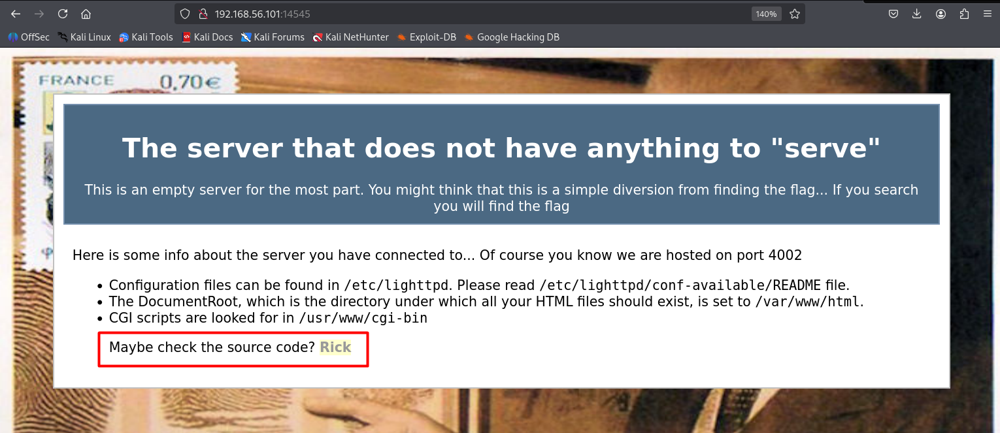 192.168.56.101:14545
140%
OffSec Kali Linux Kali Tools Kali Docs Kali Forums Kali NetHunter Exploit-DB Google Hacking DB
FRANCE 0,70€
The server that does not have anything to "serve"
This is an empty server for the most part. You might think that this is a simple diversion from finding the flag... If you search
you will find the flag
Here is some info about the server you have connected to... Of course you know we are hosted on port 4002
• Configuration files can be found in /etc/lighttpd. Please read /etc/lighttpd/conf-available/README file.
• The DocumentRoot, which is the directory under which all your HTML files should exist, is set to /var/www/html.
• CGI scripts are looked for in /usr/www/cgi-bin
Maybe check the source code? Rick